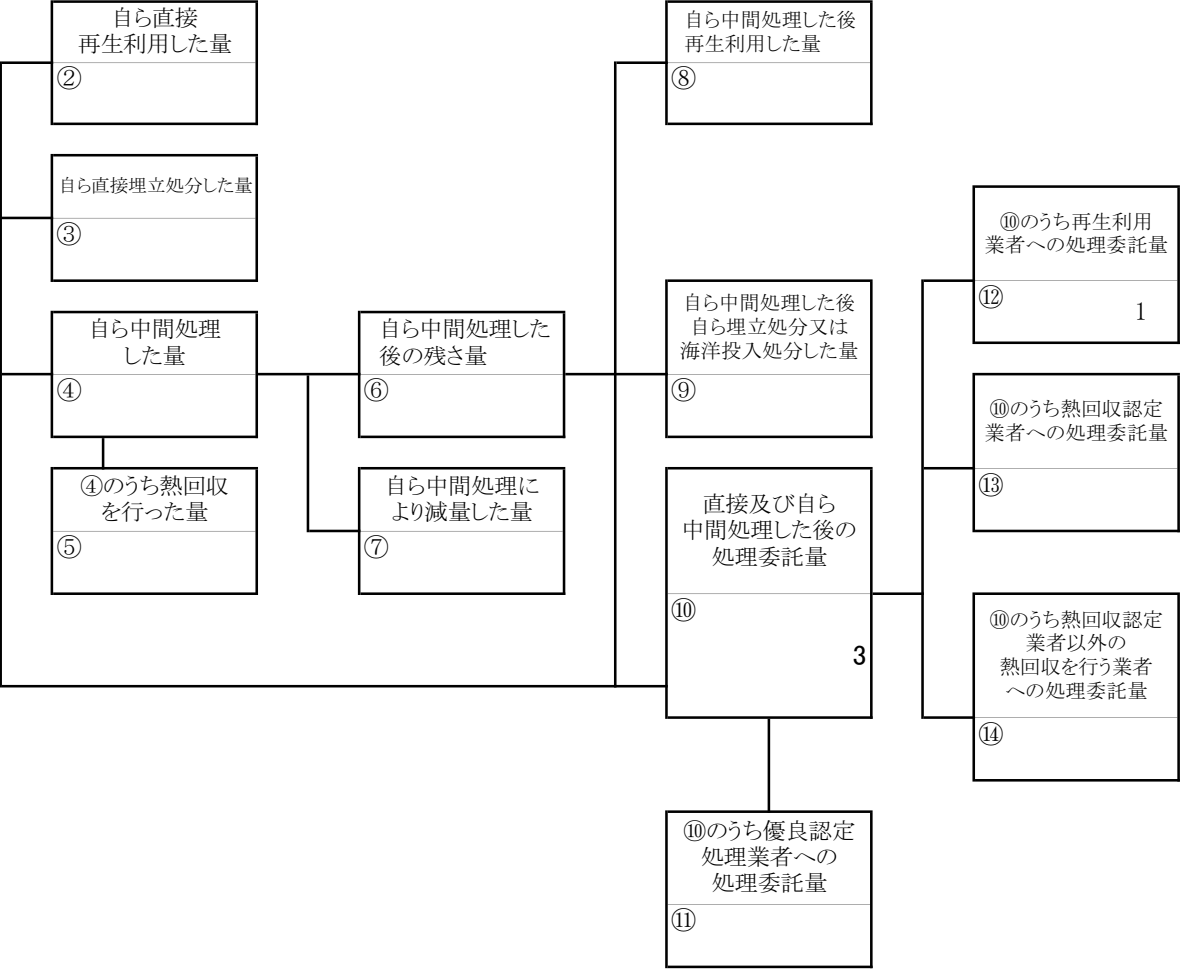 自ら直接
再生利用した量
②
自ら中間処理した後
再生利用した量
⑧
自ら直接埋立処分した量
③
⑩のうち再生利用
業者への処理委託量
⑫
1
自ら中間処理
した量
④
自ら中間処理した
後の残さ量
⑥
自ら中間処理した後
自ら埋立処分又は
海洋投入処分した量
⑨
⑩のうち熱回収認定
業者への処理委託量
⑬
④のうち熱回収
を行った量
⑤
自ら中間処理に
より減量した量
⑦
直接及び自ら
中間処理した後の
処理委託量
⑩
3
⑩のうち熱回収認定
業者以外の
熱回収を行う業者
への処理委託量
⑭
⑩のうち優良認定
処理業者への
処理委託量
⑪